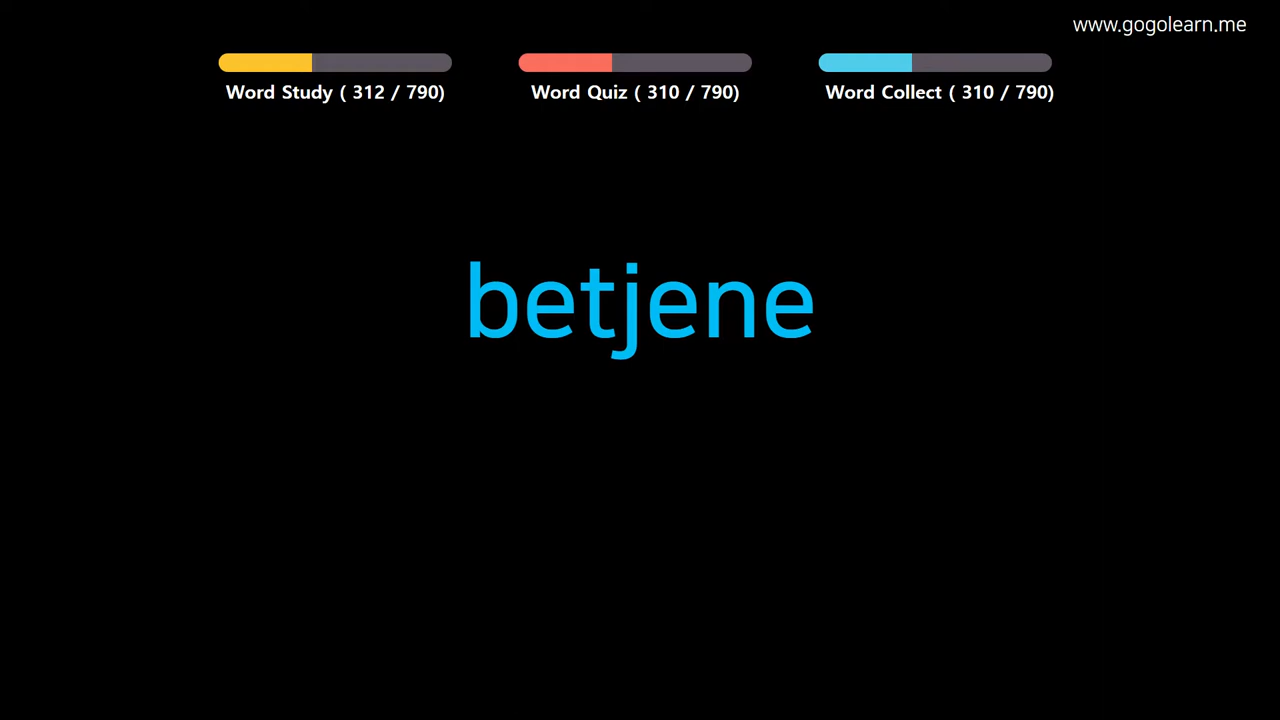 www.gogolearn.me
Word Study ( 312 / 790)
Word Quiz ( 310 / 790)
Word Collect ( 310 / 790)
betjene